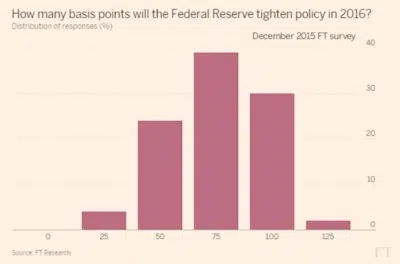 How many basis points will the Federal Reserve tighten policy in 2016?
Distribution of responses (%)
December 2015 FT survey
40
30
20
10
0
0 25 50 75 100 125
Source: FT Research
FT